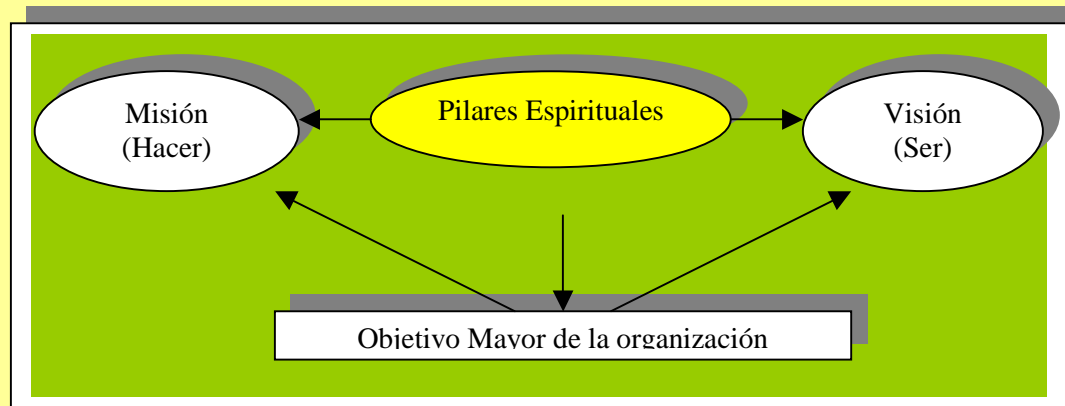 Misión
(Hacer)
Pilares Espirituales
Visión
(Ser)
Objetivo Mayor de la organización